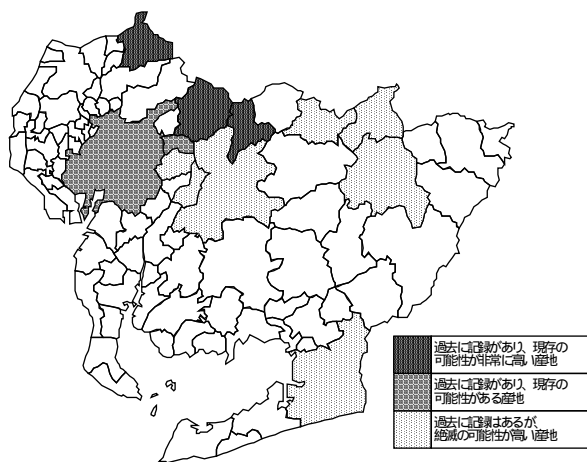 過去に記録があり、現存の
可能性が非常に高い産地
過去に記録があり、現存の
可能性がある産地
過去に記録はあるが、
絶滅の可能性が高い産地